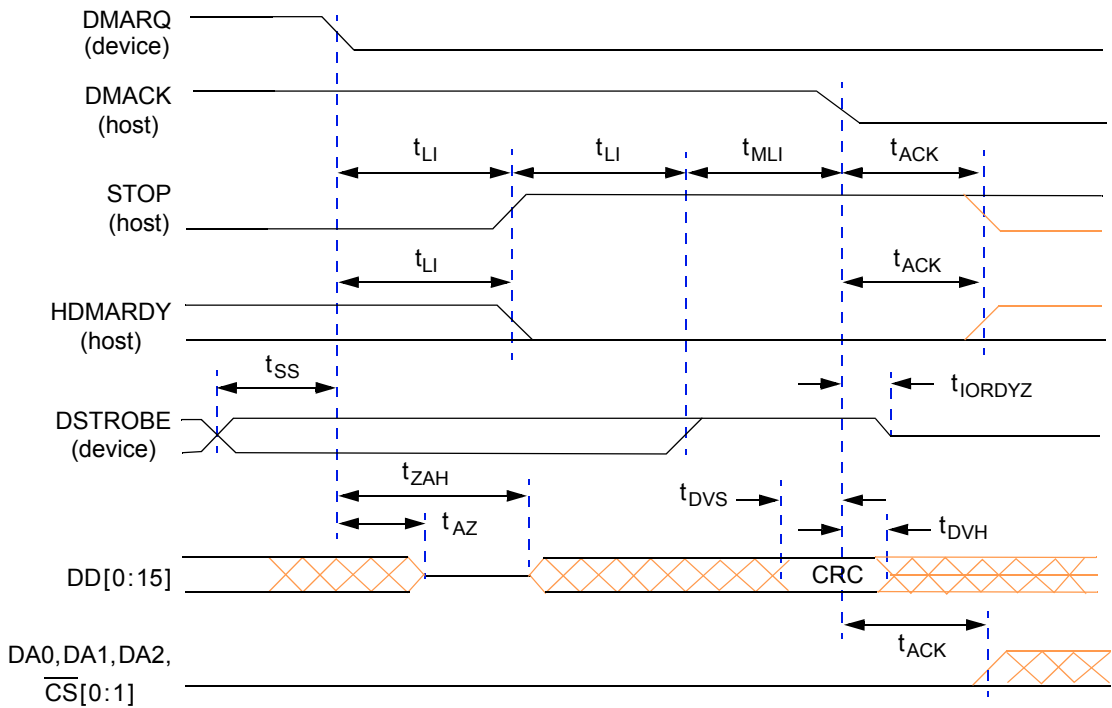 DMARQ
(device)
DMACK
(host)
tLI tLI tMLI tACK
STOP
(host)
tLI tACK
HDMARDY
(host)
tSS tIORDYZ
DSTROBE
(device)
tZAH tDVS
tAZ tDVH
DD[0:15] CRC
tACK
DA0,DA1,DA2,
C̅S̅[0:1]